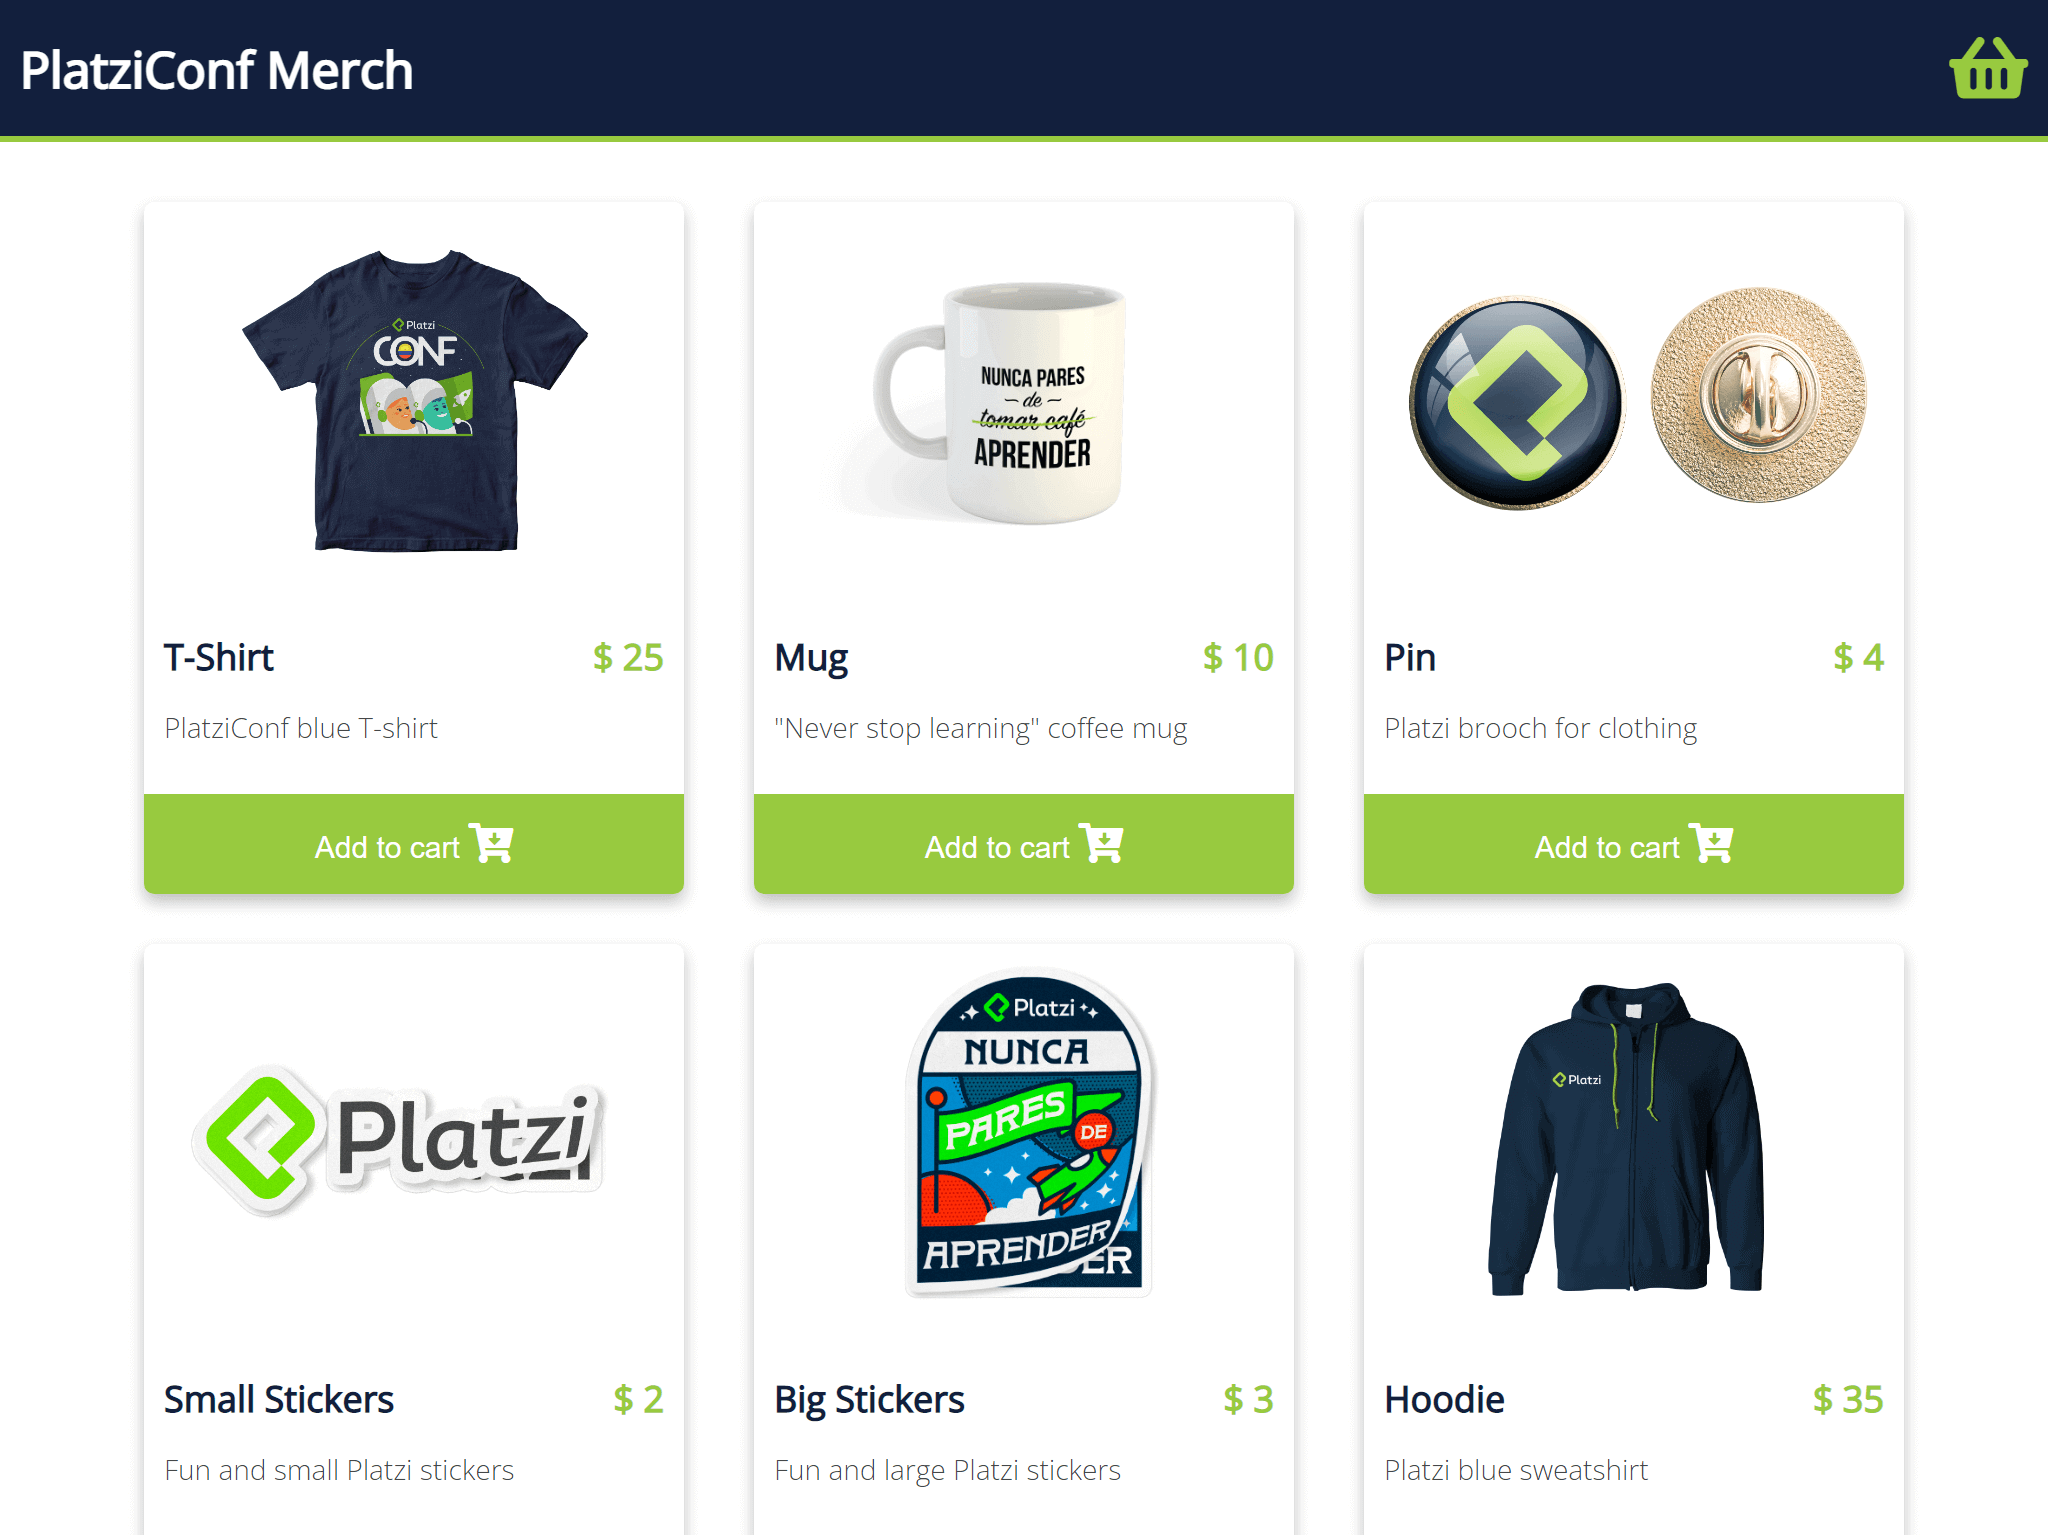 PlatziConf Merch
Platzi
CONF
T-Shirt
$ 25
PlatziConf blue T-shirt
Add to cart
NUNCA PARES
~ de ~
tomar café
APRENDER
Mug
$ 10
"Never stop learning" coffee mug
Add to cart
Pin
$ 4
Platzi brooch for clothing
Add to cart
Platzi
Small Stickers
$ 2
Fun and small Platzi stickers
Platzi
NUNCA
PARES
DE
APRENDER
DER
Big Stickers
$ 3
Fun and large Platzi stickers
Platzi
Hoodie
$ 35
Platzi blue sweatshirt